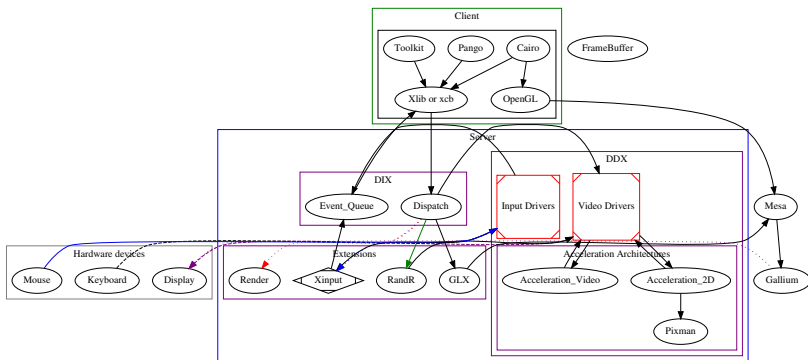 Client
Toolkit
Pango
Cairo
FrameBuffer
Xlib or xcb
OpenGL
Server
DDX
DIX
Event_Queue
Dispatch
Input Drivers
Video Drivers
Mesa
Hardware devices
Extensions
Acceleration Architectures
Mouse
Keyboard
Display
Render
Xinput
RandR
GLX
Acceleration_Video
Acceleration_2D
Gallium
Pixman